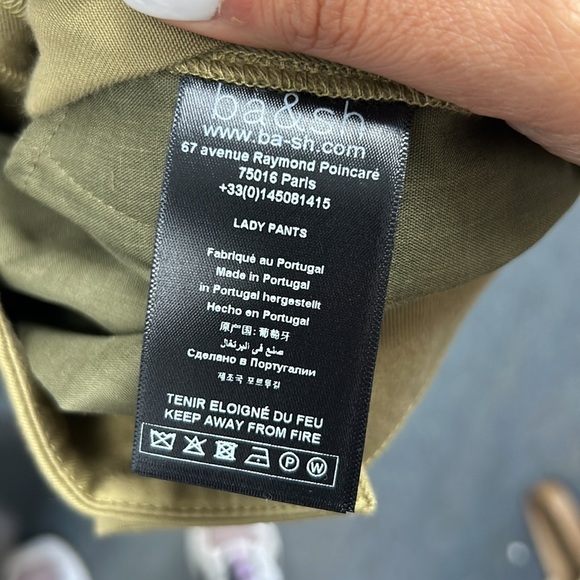 ba&sh
www.ba-sh.com
67 avenue Raymond Poincaré
75016 Paris
+33(0)145081415
LADY PANTS
Fabriqué au Portugal
Made in Portugal
in Portugal hergestellt
Hecho en Portugal
原产国: 葡萄牙
صنع في البرتغال
Сделано в Португалии
제조국 포르투갈
TENIR ELOIGNÉ DU FEU
KEEP AWAY FROM FIRE
P W